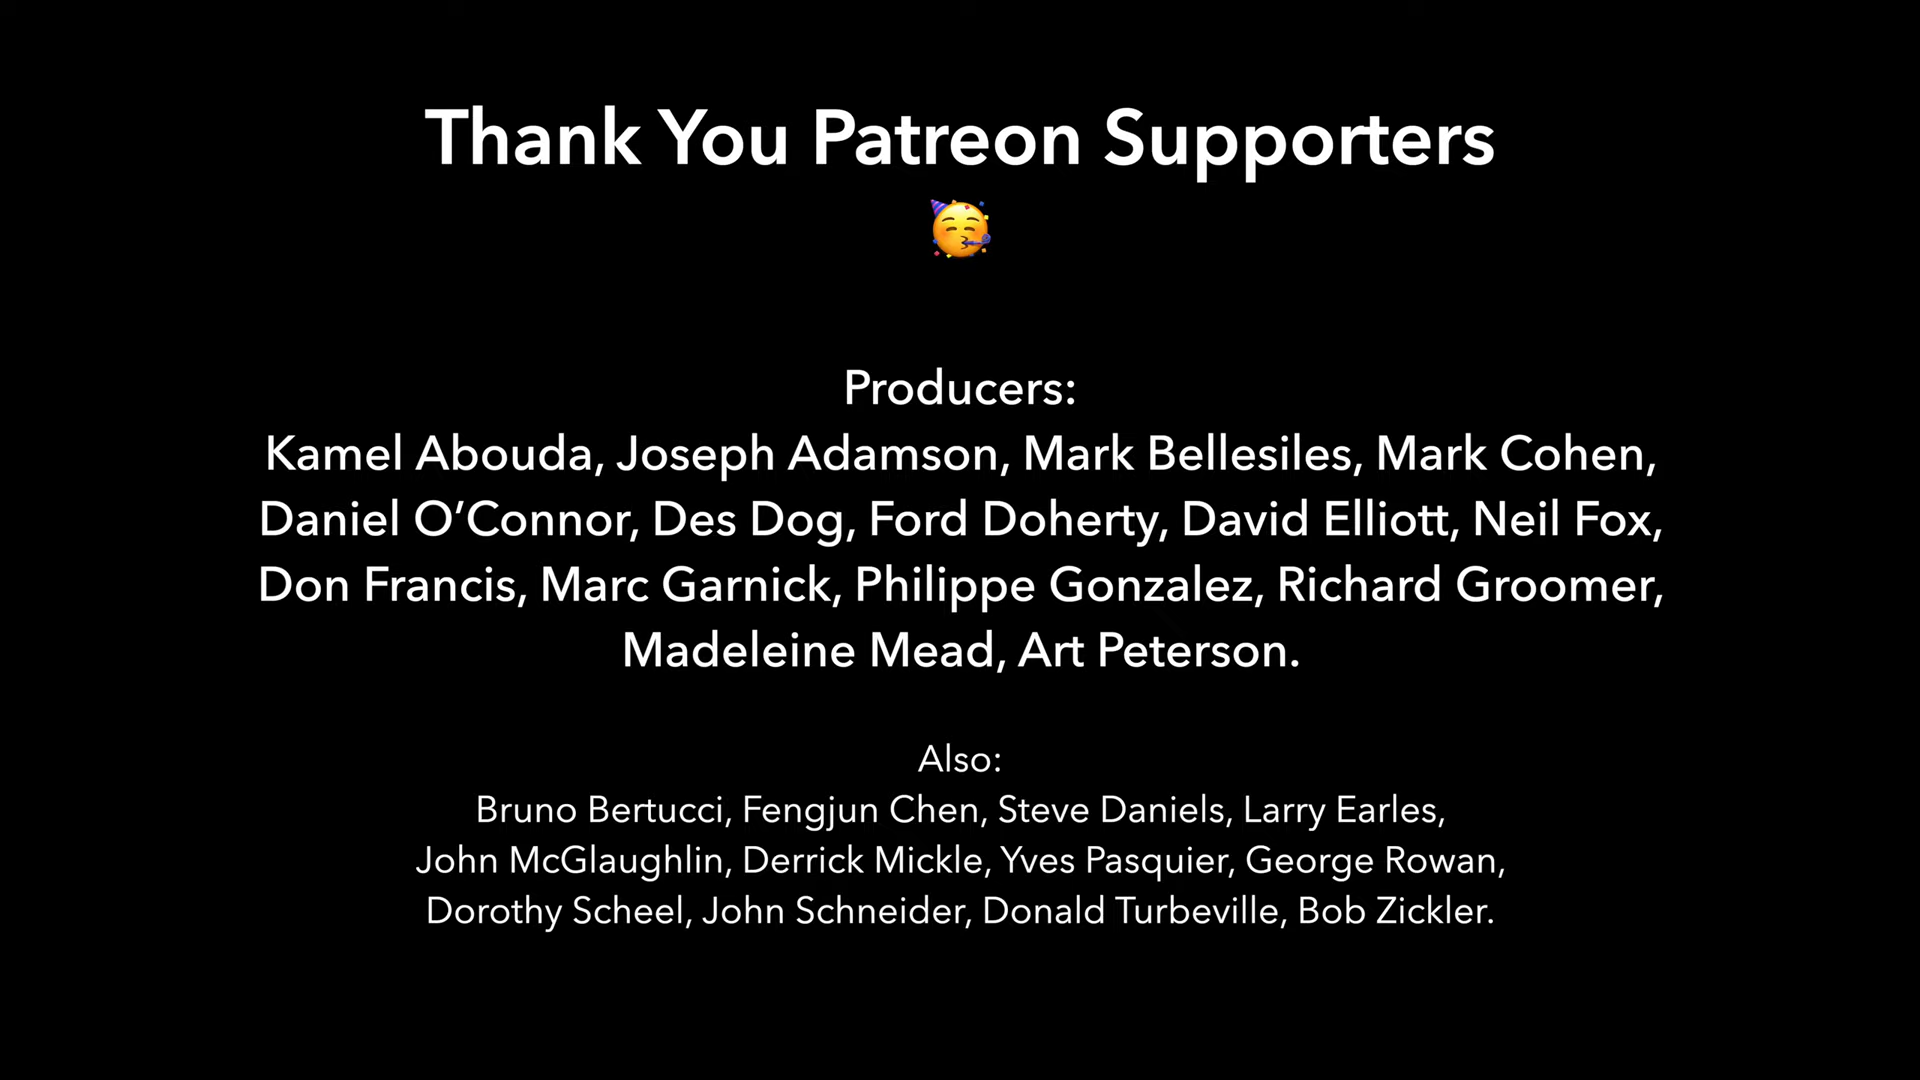 Thank You Patreon Supporters
🥳
Producers:
Kamel Abouda, Joseph Adamson, Mark Bellesiles, Mark Cohen,
Daniel O’Connor, Des Dog, Ford Doherty, David Elliott, Neil Fox,
Don Francis, Marc Garnick, Philippe Gonzalez, Richard Groomer,
Madeleine Mead, Art Peterson.
Also:
Bruno Bertucci, Fengjun Chen, Steve Daniels, Larry Earles,
John McGlaughlin, Derrick Mickle, Yves Pasquier, George Rowan,
Dorothy Scheel, John Schneider, Donald Turbeville, Bob Zickler.